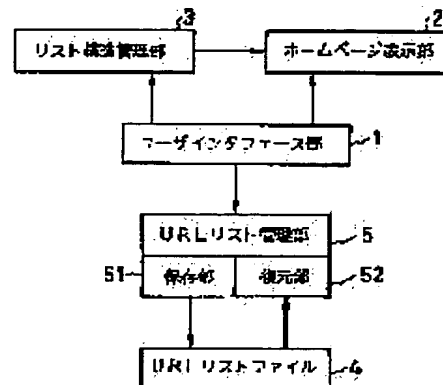 3
2
リスト構造管理部
ホームページ表示部
ユーザインタフェース部
1
URLリスト管理部
5
51
保存部
復元部
52
URLリストファイル
4